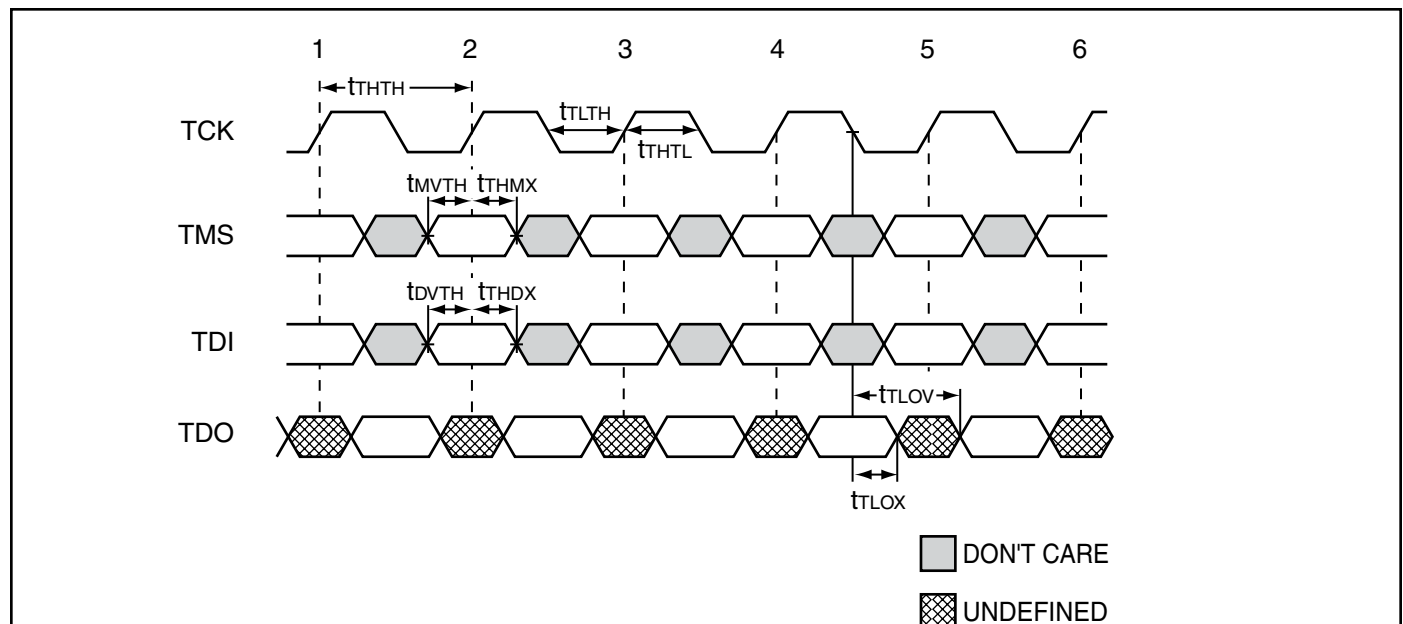 1 2 3 4 5 6
tTHTH
TCK
tTLTH
tTHTL
tMVTH tTHMX
TMS
tDVTH tTHDX
TDI
tTLOV
TDO
tTLOX
DON'T CARE
UNDEFINED